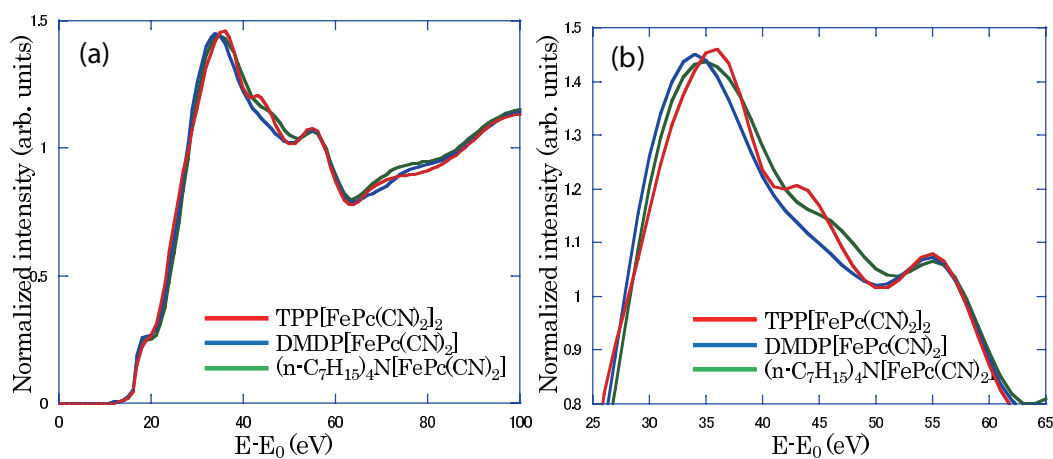 (a)
Normalized intensity (arb. units)
1.5
1
0.5
0
0 20 40 60 80 100
E-E₀ (eV)
TPP[FePc(CN)₂]₂
DMDP[FePc(CN)₂]
(n-C₇H₁₅)₄N[FePc(CN)₂]
(b)
Normalized intensity (arb. units)
1.5
1.4
1.3
1.2
1.1
1
0.9
0.8
25 30 35 40 45 50 55 60 65
E-E₀ (eV)
TPP[FePc(CN)₂]₂
DMDP[FePc(CN)₂]
(n-C₇H₁₅)₄N[FePc(CN)₂